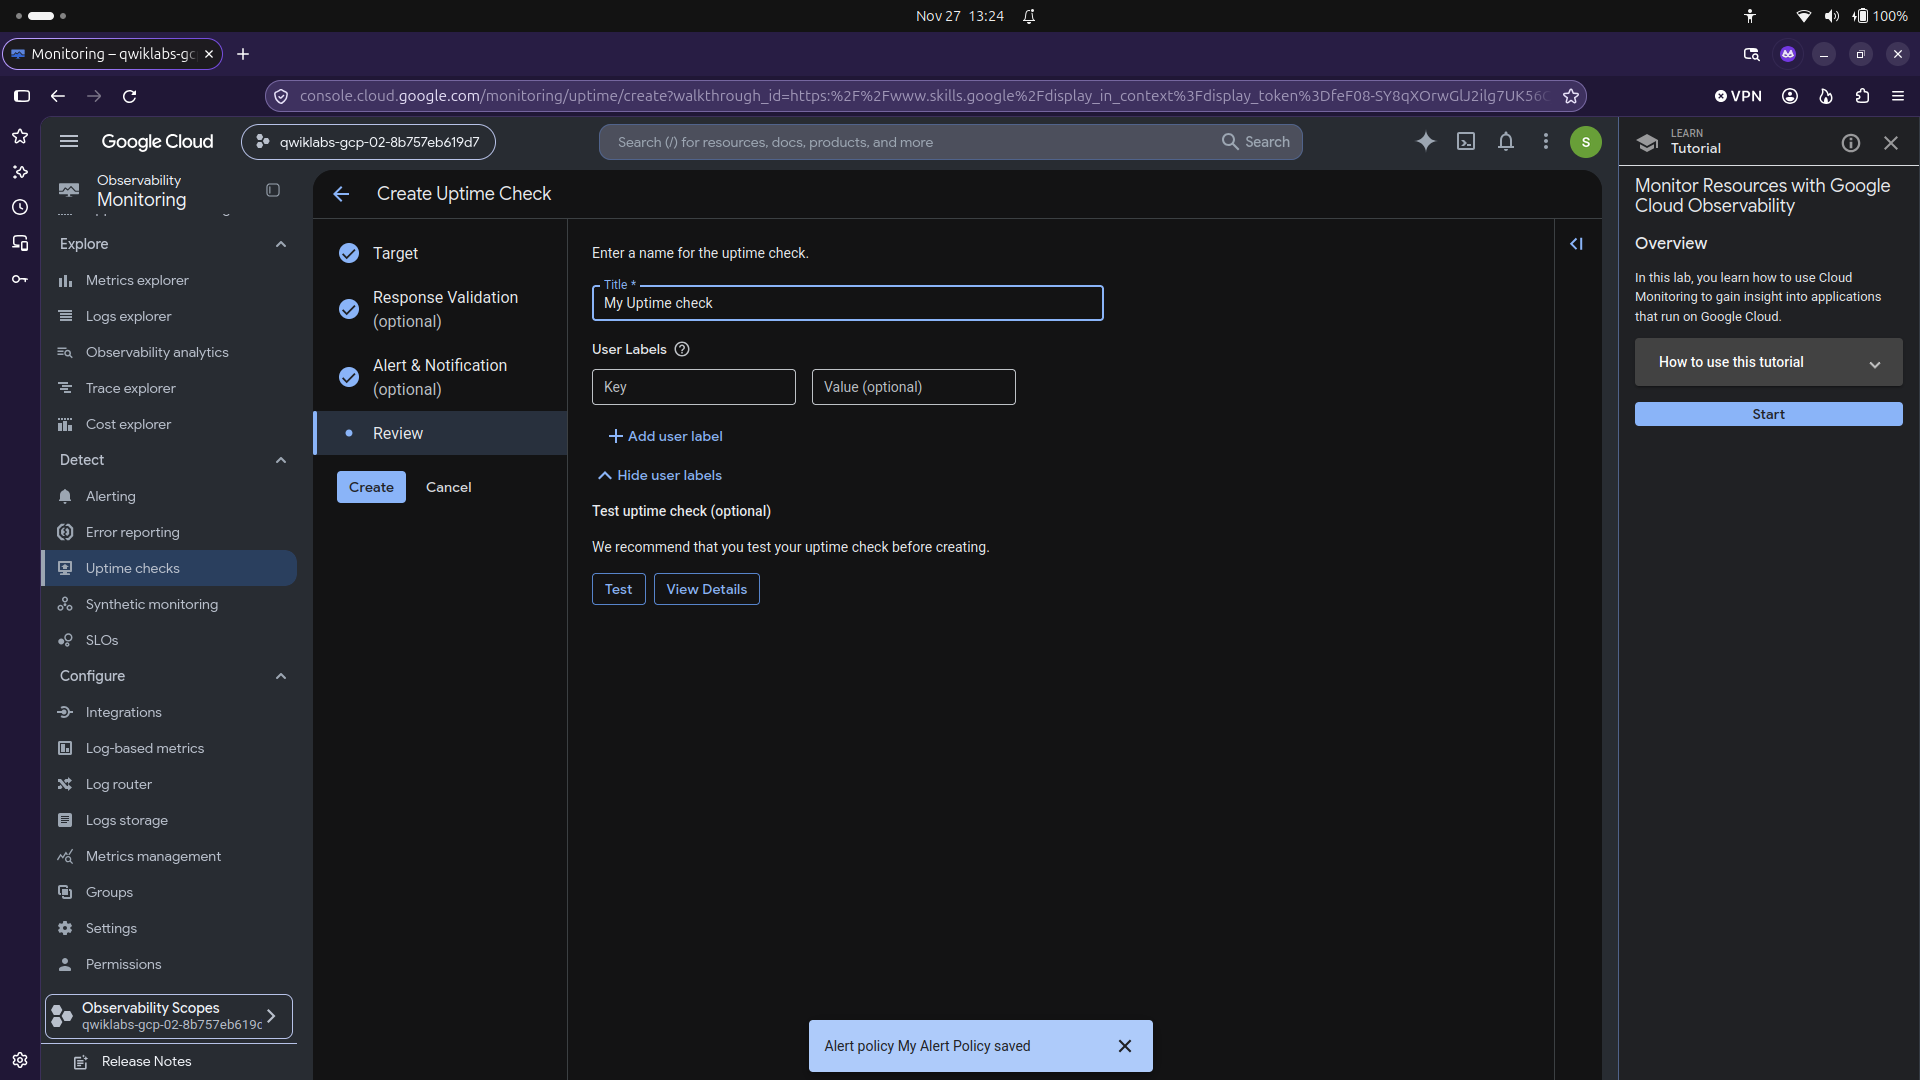 Nov 27 13:24
100%
Monitoring – qwiklabs-gc
console.cloud.google.com/monitoring/uptime/create?walkthrough_id=https:%2F%2Fwww.skills.google%2Fdisplay_in_context%3Fdisplay_token%3DfeF08-SY8qXOrwGlJ2ilg7UK56
VPN
Google Cloud
qwiklabs-gcp-02-8b757eb619d7
Search (/) for resources, docs, products, and more
Search
S
LEARN
Tutorial
Observability
Monitoring
Explore
Metrics explorer
Logs explorer
Observability analytics
Trace explorer
Cost explorer
Detect
Alerting
Error reporting
Uptime checks
Synthetic monitoring
SLOs
Configure
Integrations
Log-based metrics
Log router
Logs storage
Metrics management
Groups
Settings
Permissions
Observability Scopes
qwiklabs-gcp-02-8b757eb619c
Release Notes
Create Uptime Check
Target
Response Validation
(optional)
Alert & Notification
(optional)
Review
Create
Cancel
Enter a name for the uptime check.
Title *
My Uptime check
User Labels
Key
Value (optional)
Add user label
Hide user labels
Test uptime check (optional)
We recommend that you test your uptime check before creating.
Test
View Details
Alert policy My Alert Policy saved
Monitor Resources with Google
Cloud Observability
Overview
In this lab, you learn how to use Cloud
Monitoring to gain insight into applications
that run on Google Cloud.
How to use this tutorial
Start